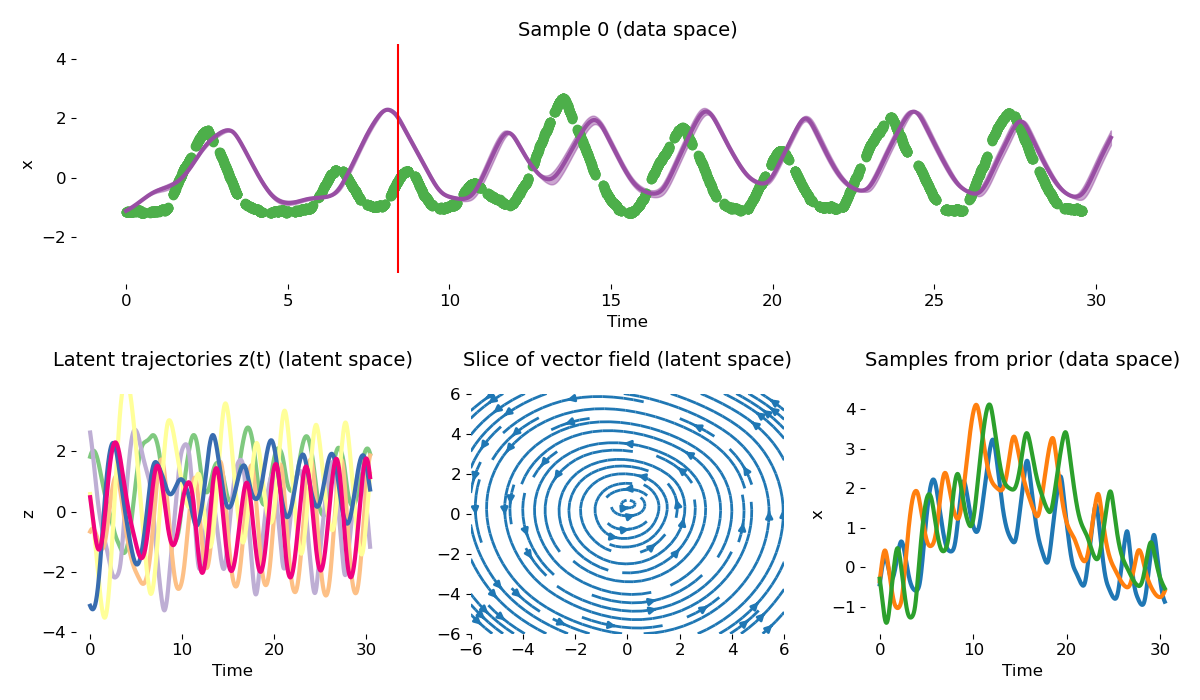 Sample 0 (data space)
4
2
0
−2
x
0 5 10 15 20 25 30
Time
Latent trajectories z(t) (latent space)
2
0
−2
−4
z
0 10 20 30
Time
Slice of vector field (latent space)
6
4
2
0
−2
−4
−6
−6 −4 −2 0 2 4 6
Samples from prior (data space)
4
3
2
1
0
−1
x
0 10 20 30
Time